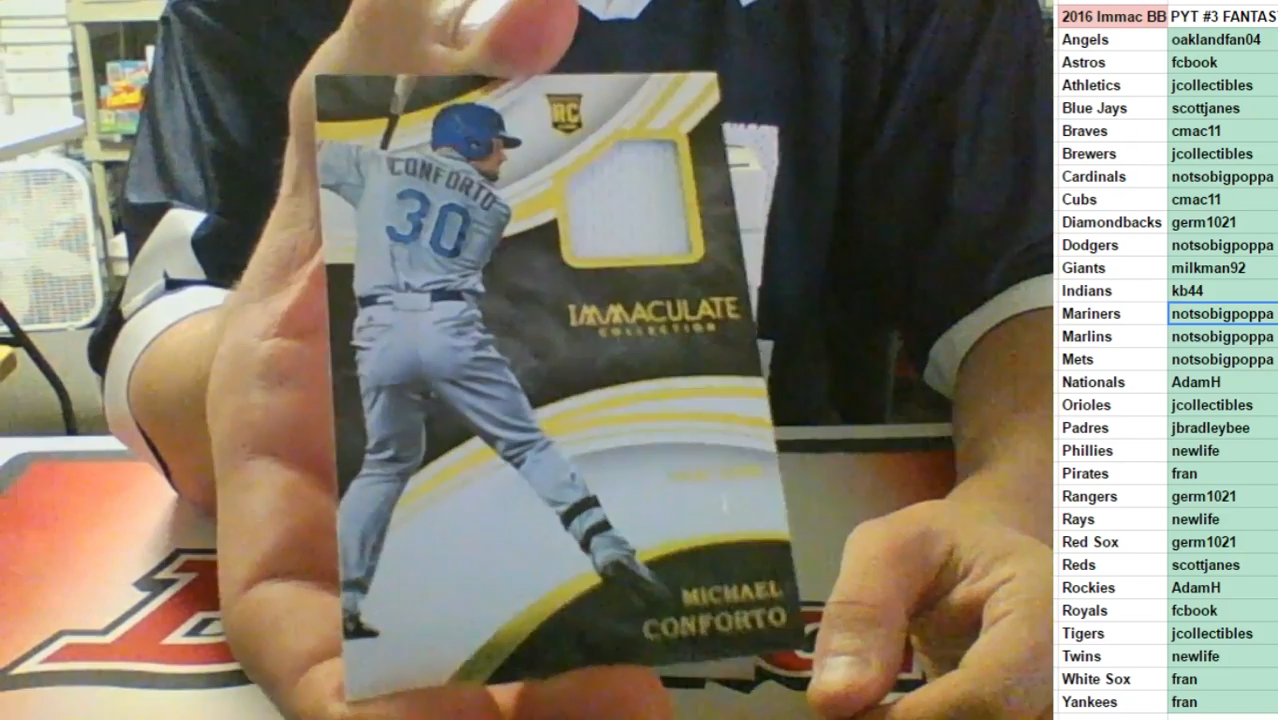 RC
CONFORTO
30
IMMACULATE
COLLECTION
MICHAEL
CONFORTO
2016 Immac BB PYT #3 FANTAS
Angels oaklandfan04
Astros fcbook
Athletics jcollectibles
Blue Jays scottjanes
Braves cmac11
Brewers jcollectibles
Cardinals notsobigpoppa
Cubs cmac11
Diamondbacks germ1021
Dodgers notsobigpoppa
Giants milkman92
Indians kb44
Mariners notsobigpoppa
Marlins notsobigpoppa
Mets notsobigpoppa
Nationals AdamH
Orioles jcollectibles
Padres jbradleybee
Phillies newlife
Pirates fran
Rangers germ1021
Rays newlife
Red Sox germ1021
Reds scottjanes
Rockies AdamH
Royals fcbook
Tigers jcollectibles
Twins newlife
White Sox fran
Yankees fran